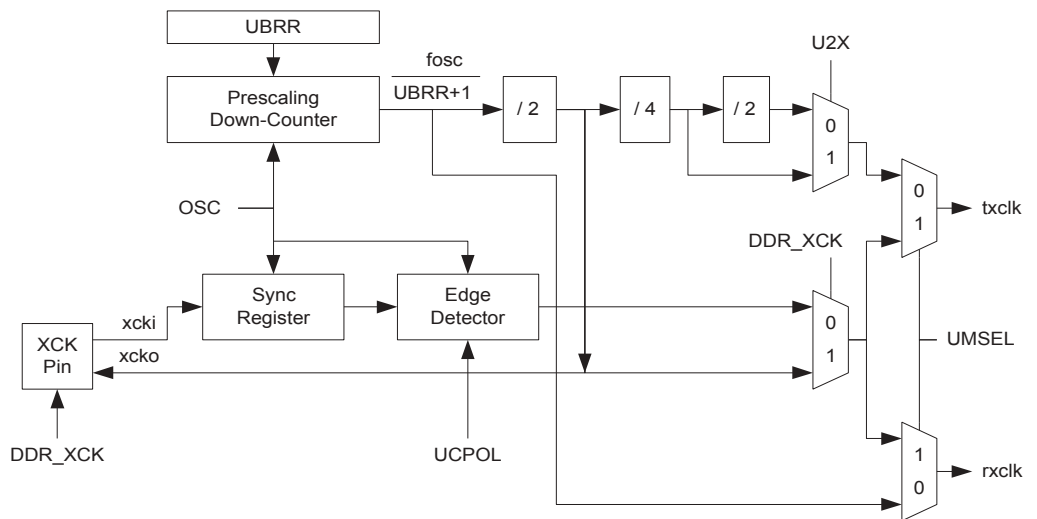 UBRR
fosc
U2X
Prescaling
Down-Counter
UBRR+1
/ 2
/ 4
/ 2
0
1
OSC
0
1
txclk
DDR_XCK
Sync
Register
Edge
Detector
0
1
xcki
XCK
Pin
xcko
UMSEL
DDR_XCK
UCPOL
1
0
rxclk